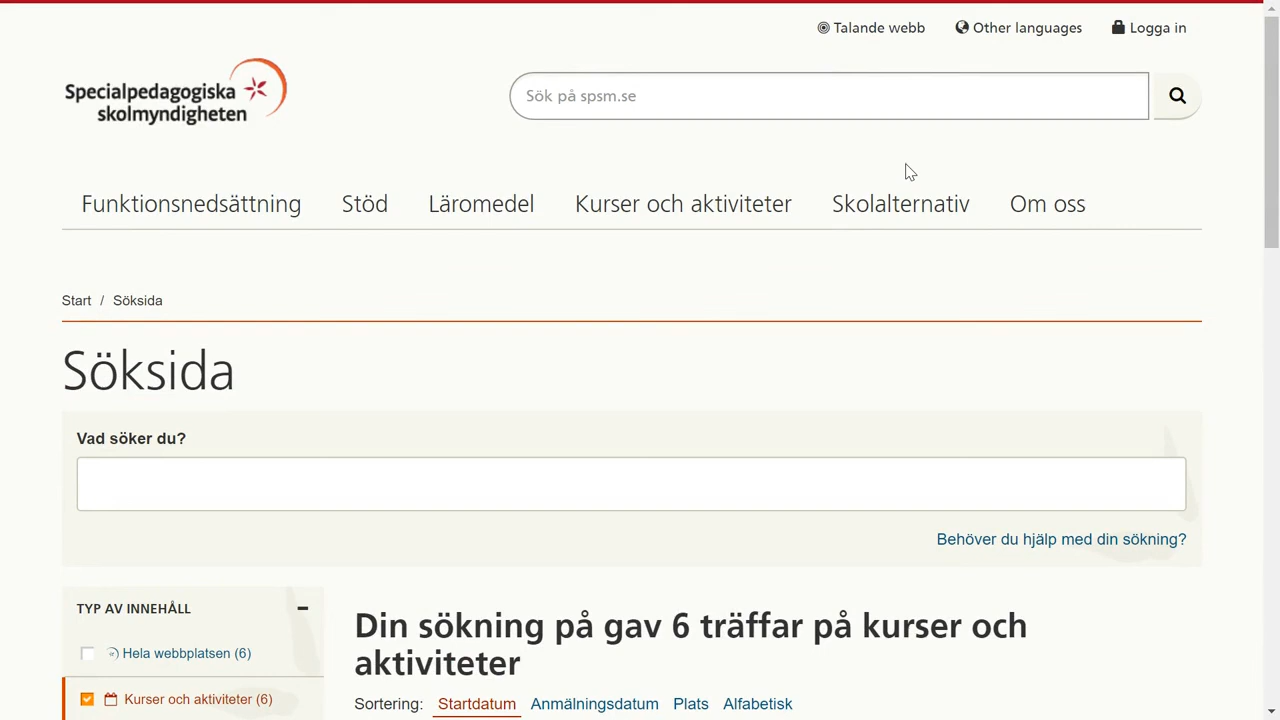 Talande webb Other languages Logga in
Specialpedagogiska
skolmyndigheten
Sök på spsm.se
Funktionsnedsättning Stöd Läromedel Kurser och aktiviteter Skolalternativ Om oss
Start / Söksida
Söksida
Vad söker du?
Behöver du hjälp med din sökning?
TYP AV INNEHÅLL
Hela webbplatsen (6)
Kurser och aktiviteter (6)
Din sökning på gav 6 träffar på kurser och
aktiviteter
Sortering: Startdatum Anmälningsdatum Plats Alfabetisk